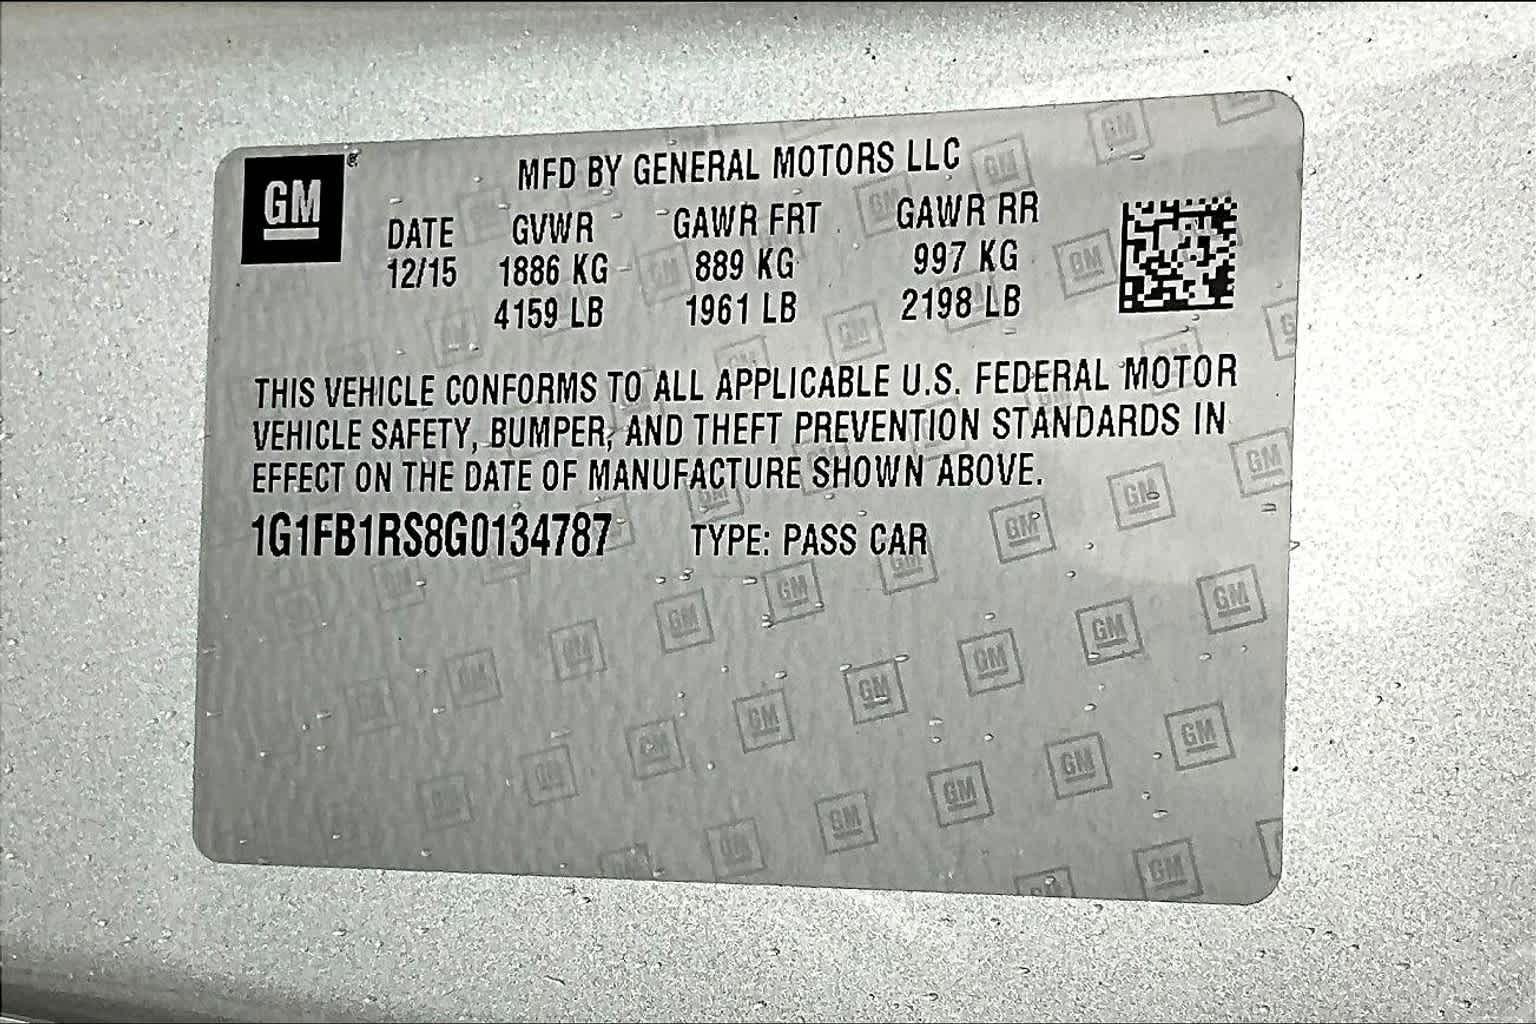 GM®
MFD BY GENERAL MOTORS LLC
DATE GVWR GAWR FRT GAWR RR
12/15 1886 KG 889 KG 997 KG
4159 LB 1961 LB 2198 LB
THIS VEHICLE CONFORMS TO ALL APPLICABLE U.S. FEDERAL MOTOR
VEHICLE SAFETY, BUMPER, AND THEFT PREVENTION STANDARDS IN
EFFECT ON THE DATE OF MANUFACTURE SHOWN ABOVE.
1G1FB1RS8G0134787 TYPE: PASS CAR